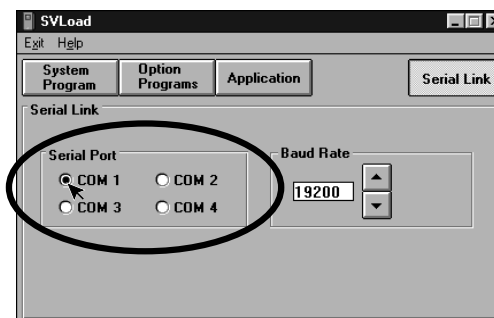 SVLoad
Exit Help
System Program
Option Programs
Application
Serial Link
Serial Link
Serial Port
COM 1
COM 2
COM 3
COM 4
Baud Rate
19200